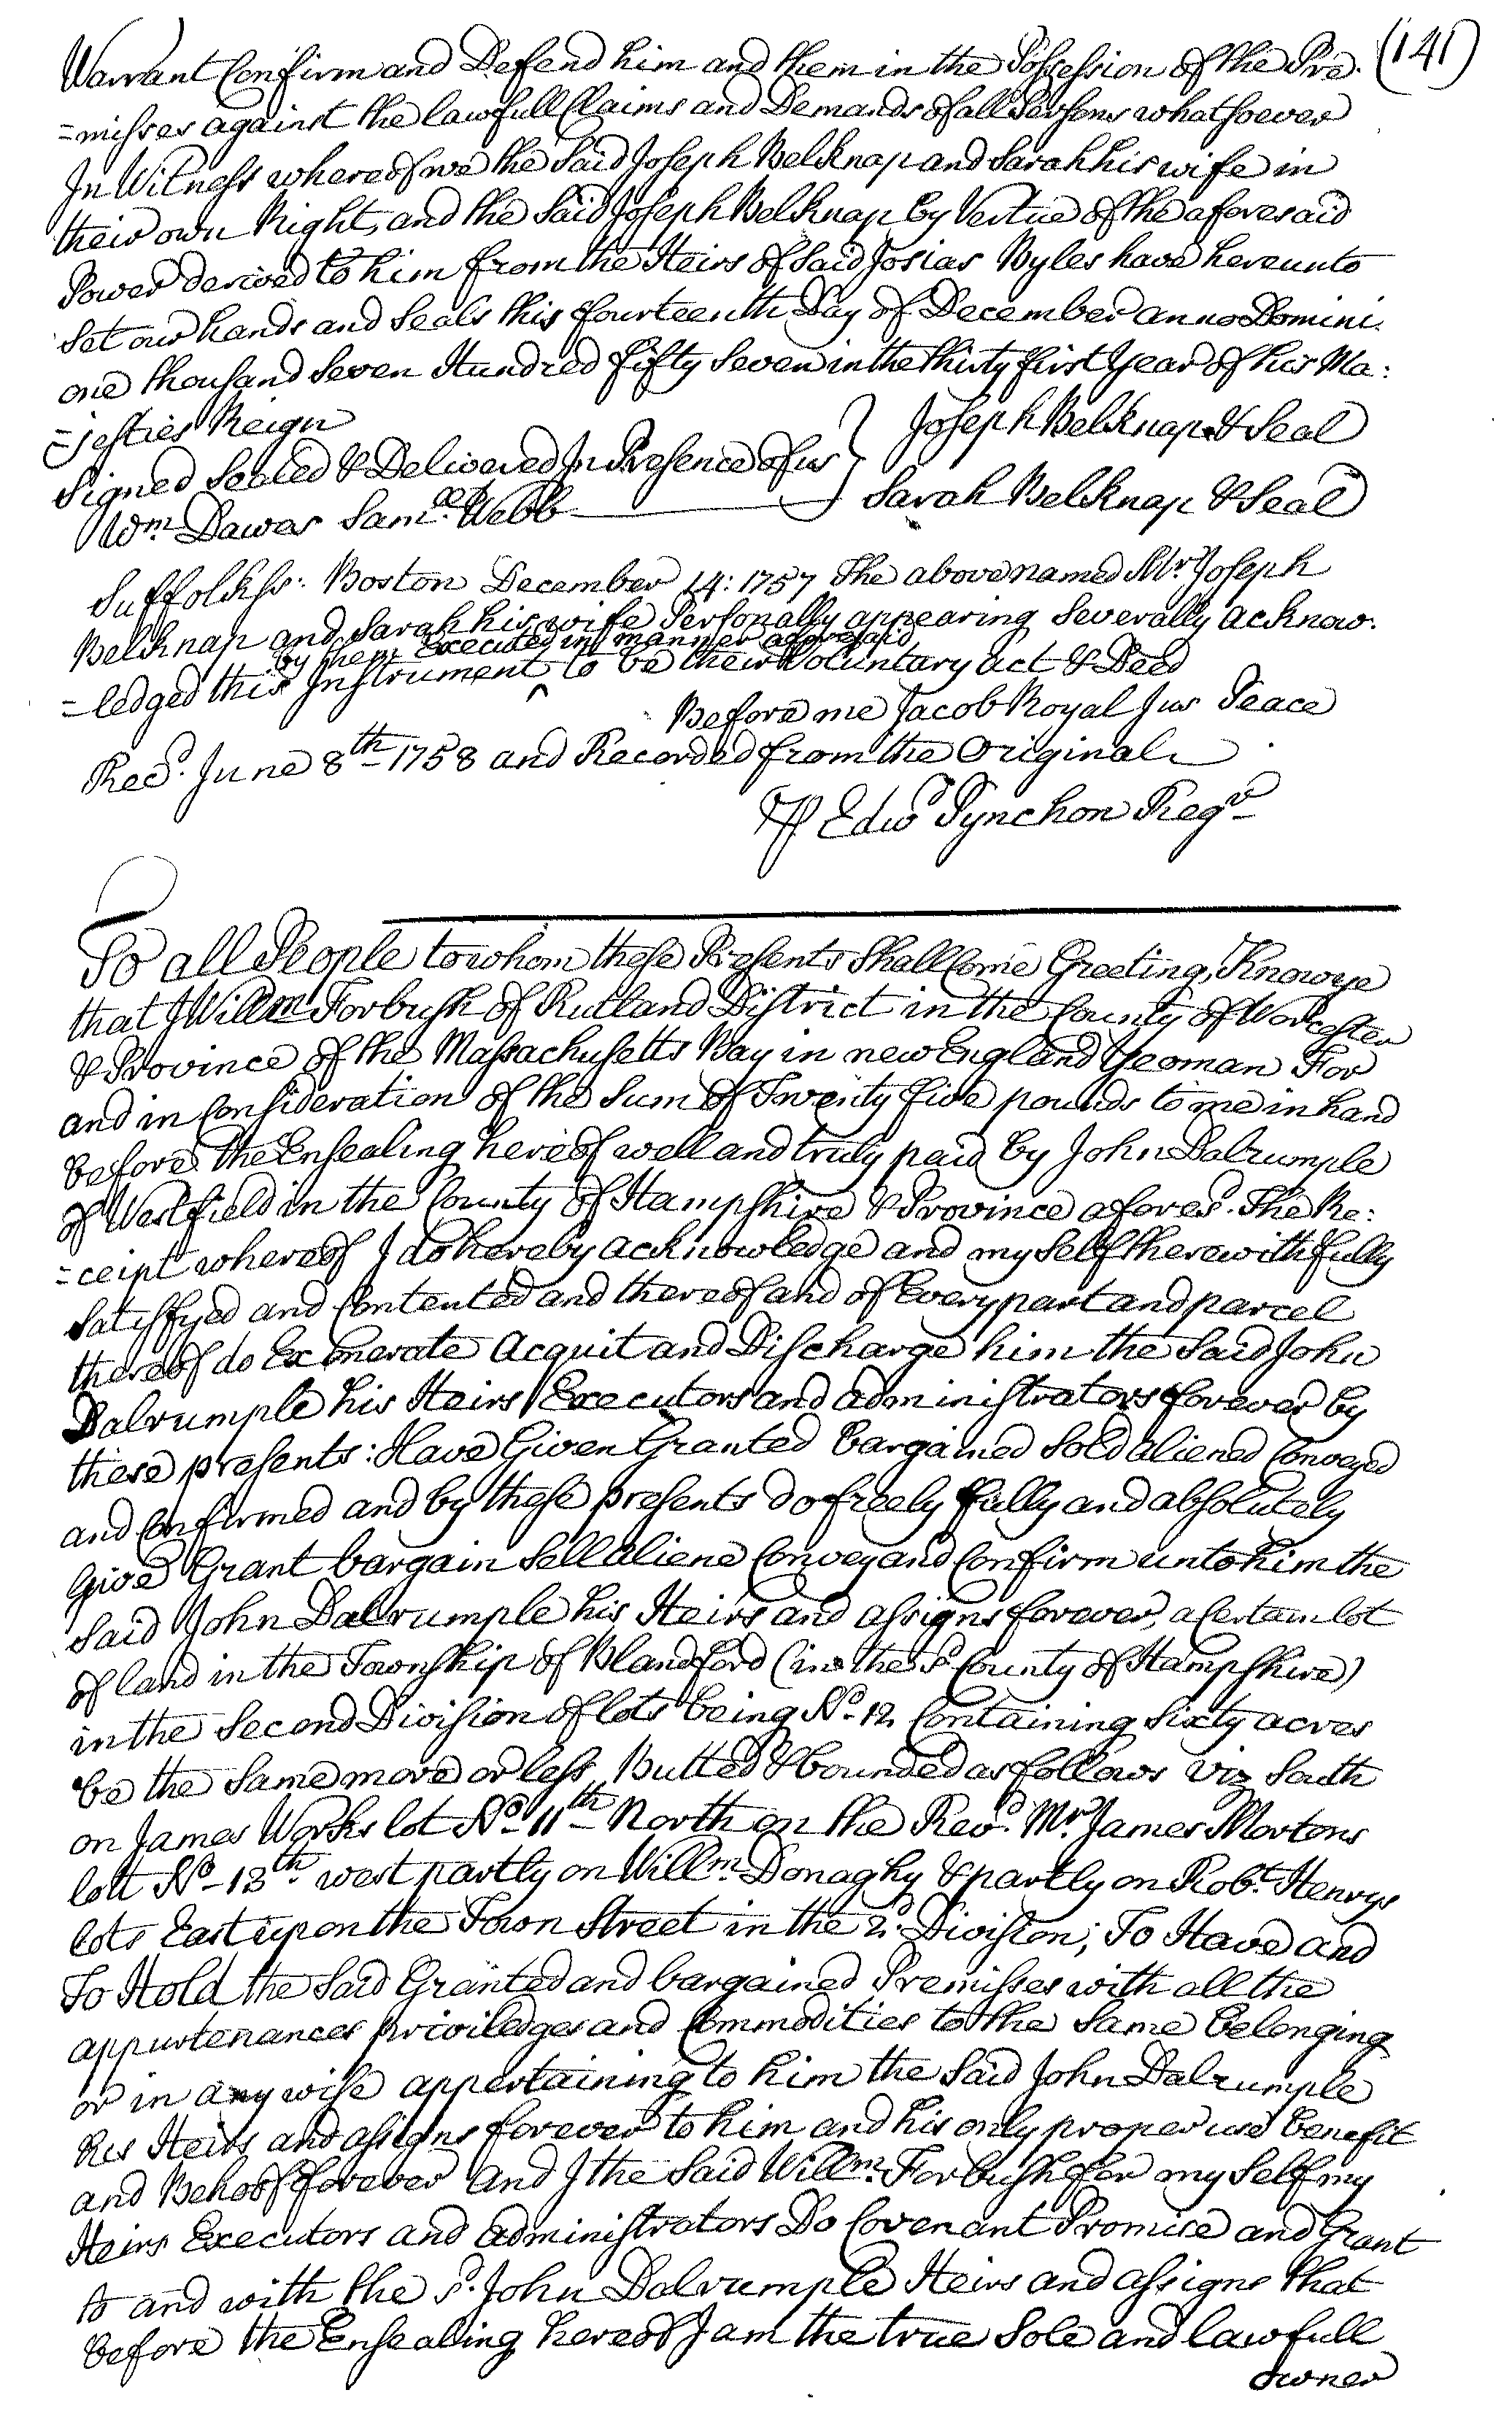 (141)
Warrant Confirm and Defend him and them in the Possession of the Pre.
=misses against the lawfull Claims and Demands of all Persons whatsoever
In Witness whereof we the Said Joseph Belknap and Sarah his wife in
their own Right, and the Said Joseph Belknap by Vertue of the aforesaid
Power derived to him from the Heirs of Said Josias Byles have hereunto
Set our hands and Seals this fourteenth Day of December anno Domini.
one thousand Seven Hundred fifty Seven in the thirty first Year of his Ma:
=jesties Reign
Joseph Belknap & Seal
Signed Sealed & Delivered In Presence of us }
Sarah Belknap & Seal
Wm. Dawes Saml. Webb
Suffolk ss: Boston December 14: 1757 The above named Mr. Joseph
Belknap and Sarah his wife Personally appearing Severally acknow.
by them Executed in manner aforesaid
=ledged this Instrument ^ to be their Voluntary act & Deed
Before me Jacob Royal Jus Peace
Recd. June 8th 1758 and Recorded from the Original
⅌ Edwd Pynchon Regr
To all People to whom these Presents Shall Come Greeting, Know ye
that I Willm. Forbush of Rutland District in the County of Worcester
& Province of the Massachusetts Bay in new England Yeoman For
and in Consideration of the Sum of Twenty five pounds to me in hand
before the Ensealing hereof well and truly paid by John Dalrumple
of Westfield in the County of Hampshire & Province afores.d The Re:
=ceipt whereof I do hereby acknowledge and my Self therewith fully
Satisfyed and Contented and thereof and of Every part and parcel
thereof do Exonerate Acquit and Discharge him the Said John
Dalrumple his Heirs Executors and administrators forever by
these presents: Have Given Granted bargained Sold aliened Conveyed
and Confirmed and by these presents do freely fully and absolutely
Give Grant bargain Sell aliene Convey and Confirm unto him the
Said John Dalrumple his Heirs and assigns forever, a Certain lot
of land in the Township of Blandford (in the Sd County of Hampshire)
in the Second Division of lots being No. 12 Containing Sixty acres
be the Same more or less Butted & bounded as follows Viz South
on James Works lot No. 11th North on the Revd. Mr. James Mortons
lott No. 13th west partly on Willm. Donaghy & partly on Robt. Henrys
lots East upon the Town Street in the 2d. Division; To Have and
To Hold the Said Granted and bargained Premisses with all the
appurtenances priviledges and Commodities to the Same belonging
or in any wise appertaining to him the Said John Dalrumple
his Heirs and assigns forever to him and his only proper use benefit
and Behoof forever And I the Said Willm. Forbush for my Self my
Heirs Executors and administrators Do Covenant Promise and Grant
to and with the sd. John Dalrumple Heirs and assigns that
before the Ensealing hereof I am the true Sole and lawfull
owner